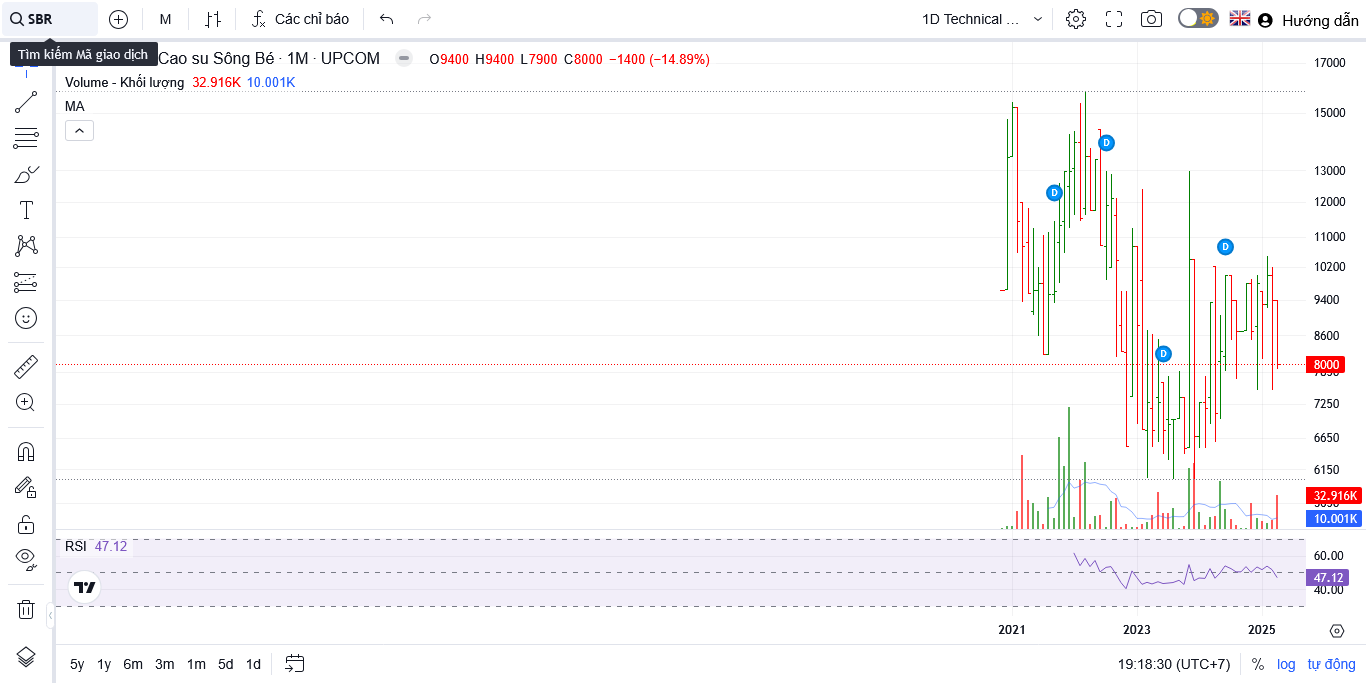 SBR
M
Các chỉ báo
1D Technical ...
Hướng dẫn
Tìm kiếm Mã giao dịch
Cao su Sông Bé · 1M · UPCOM
O9400 H9400 L7900 C8000 −1400 (−14.89%)
Volume - Khối lượng 32.916K 10.001K
MA
D
D
D
D
17000
15000
13000
12000
11000
10200
9400
8600
8000
7250
6650
6150
32.916K
10.001K
RSI 47.12
60.00
47.12
40.00
2021
2023
2025
5y 1y 6m 3m 1m 5d 1d
19:18:30 (UTC+7)
% log tự động